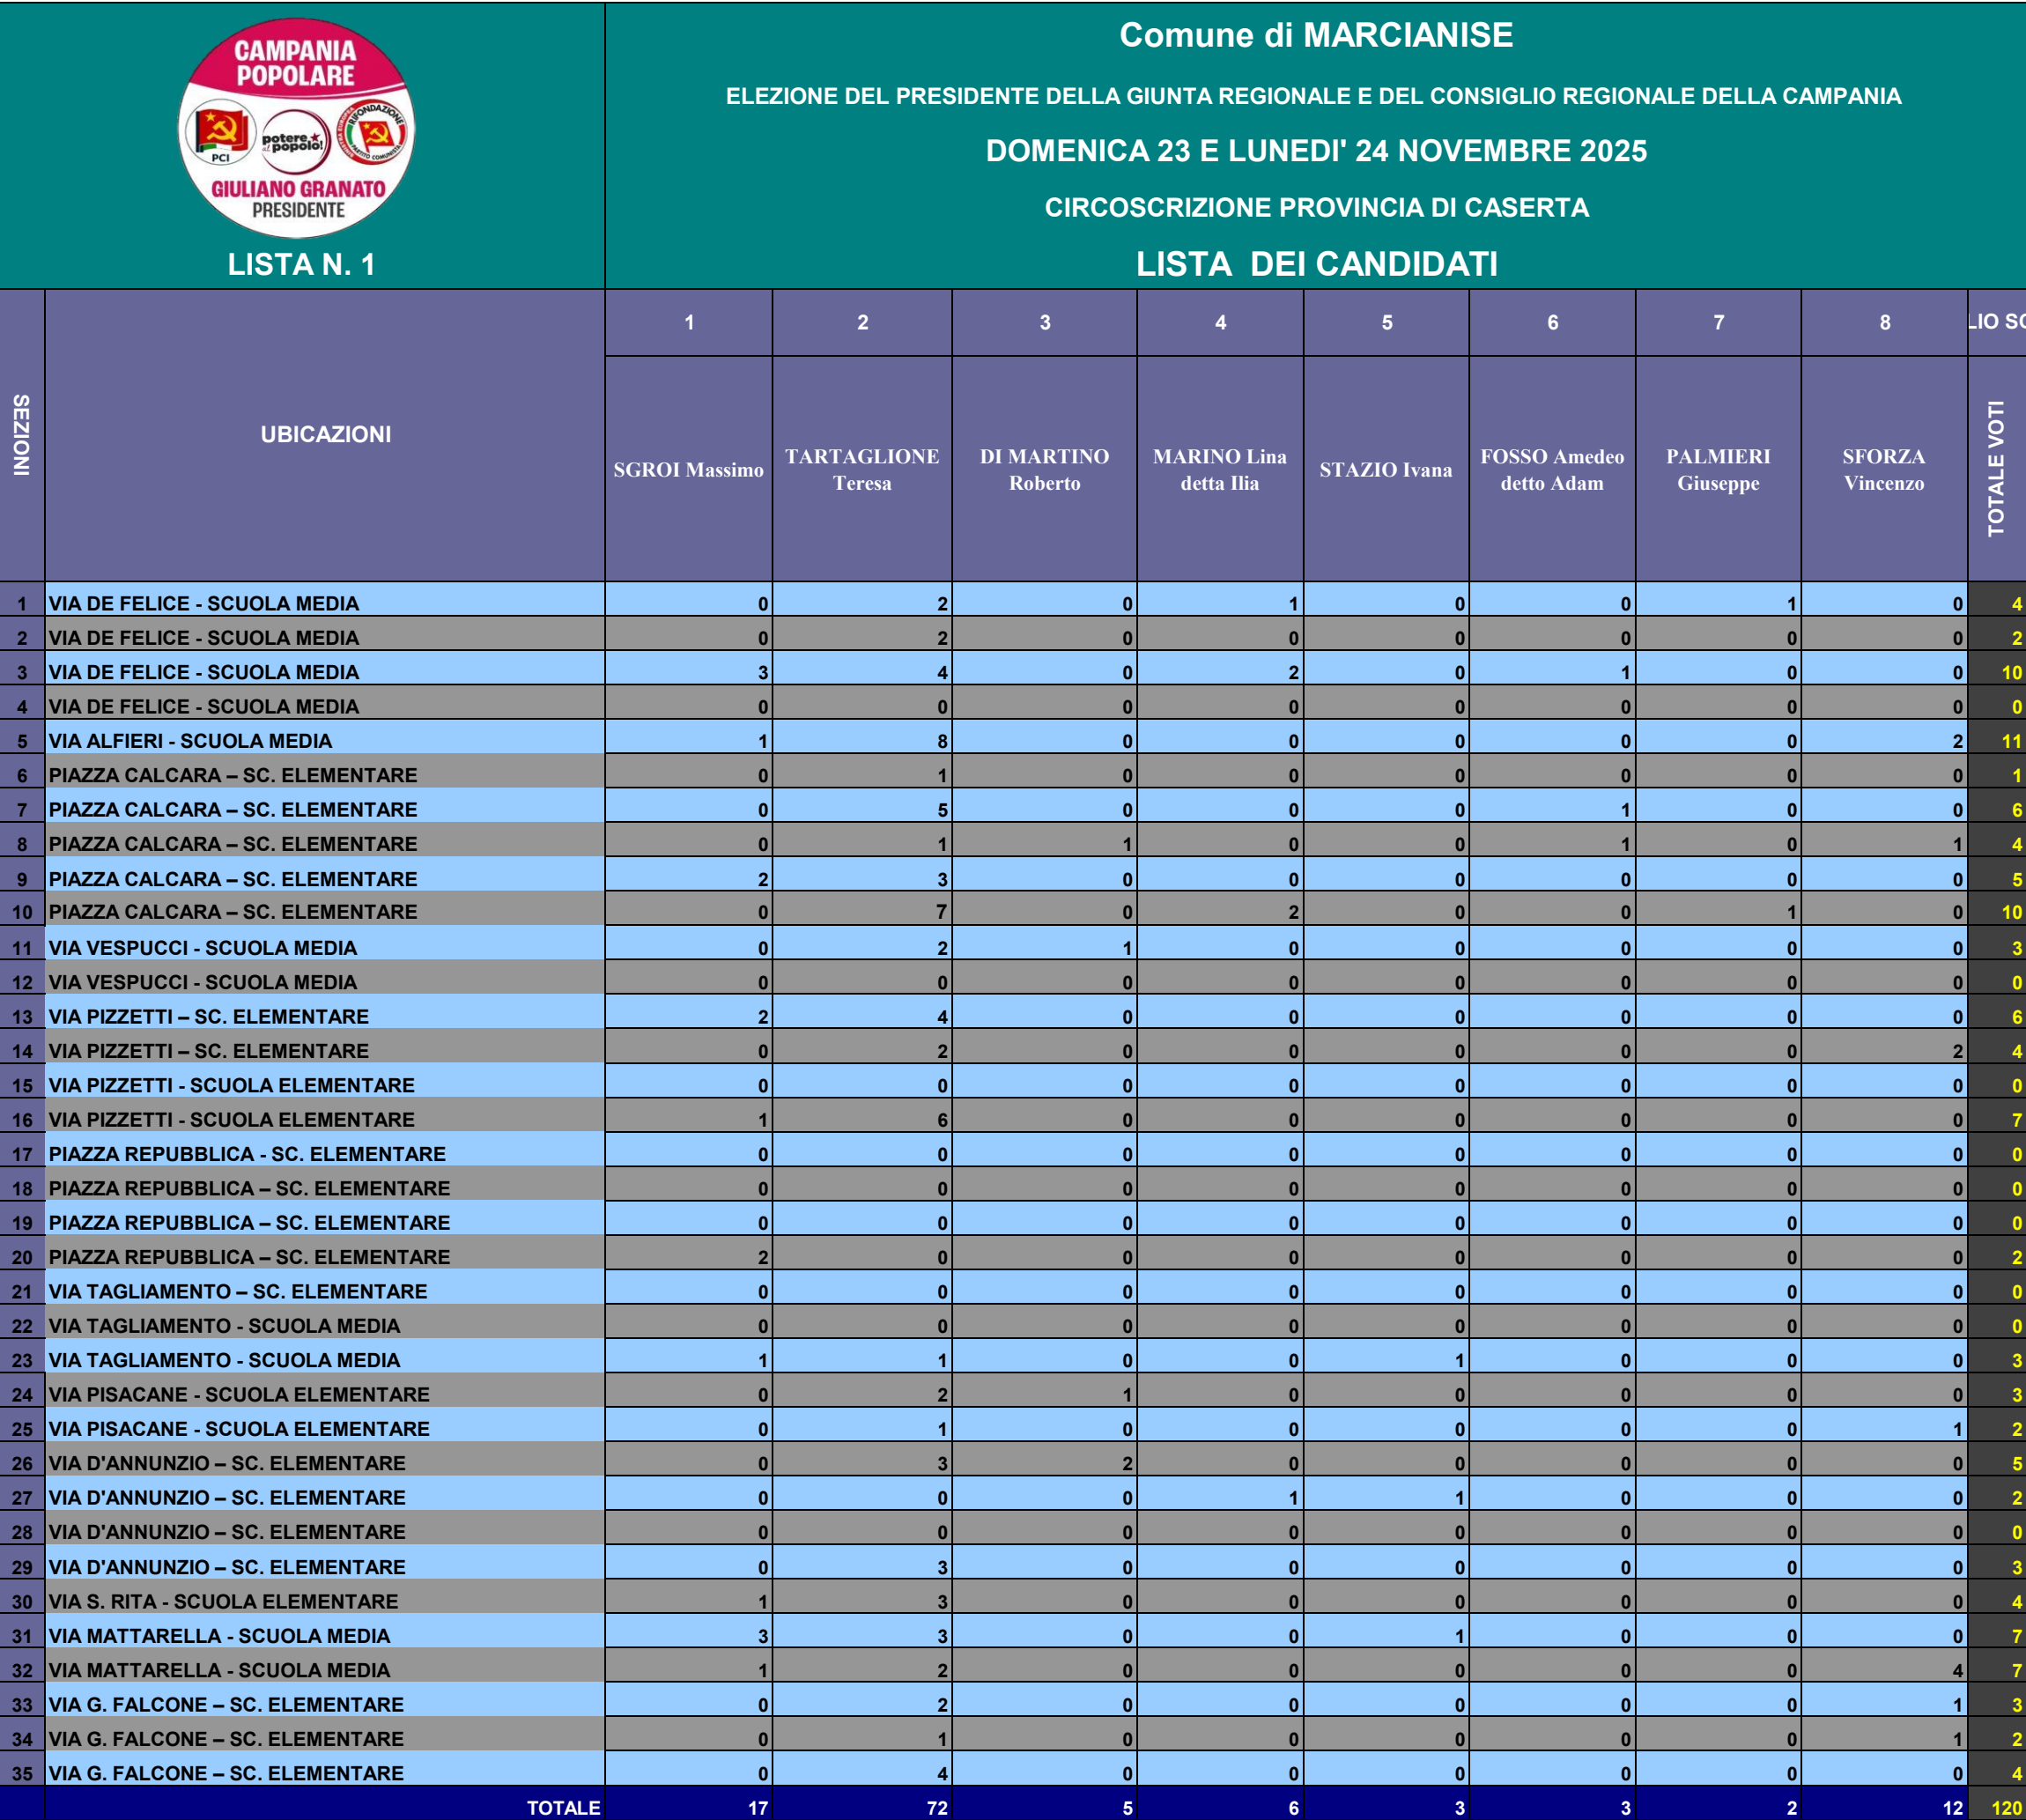 CAMPANIA
POPOLARE
PCI
potere
popolo!
RIFONDAZIONE
PARTITO COMUNISTA
GIULIANO GRANATO
PRESIDENTE
LISTA N. 1
Comune di MARCIANISE
ELEZIONE DEL PRESIDENTE DELLA GIUNTA REGIONALE E DEL CONSIGLIO REGIONALE DELLA CAMPANIA
DOMENICA 23 E LUNEDI' 24 NOVEMBRE 2025
CIRCOSCRIZIONE PROVINCIA DI CASERTA
LISTA DEI CANDIDATI
SEZIONI UBICAZIONI 1 2 3 4 5 6 7 8 LIO SC
SGROI Massimo
TARTAGLIONE
Teresa
DI MARTINO
Roberto
MARINO Lina
detta Ilia
STAZIO Ivana
FOSSO Amedeo
detto Adam
PALMIERI
Giuseppe
SFORZA
Vincenzo
TOTALE VOTI
1 VIA DE FELICE - SCUOLA MEDIA 0 2 0 1 0 0 1 0 4
2 VIA DE FELICE - SCUOLA MEDIA 0 2 0 0 0 0 0 0 2
3 VIA DE FELICE - SCUOLA MEDIA 3 4 0 2 0 1 0 0 10
4 VIA DE FELICE - SCUOLA MEDIA 0 0 0 0 0 0 0 0 0
5 VIA ALFIERI - SCUOLA MEDIA 1 8 0 0 0 0 0 2 11
6 PIAZZA CALCARA – SC. ELEMENTARE 0 1 0 0 0 0 0 0 1
7 PIAZZA CALCARA – SC. ELEMENTARE 0 5 0 0 0 1 0 0 6
8 PIAZZA CALCARA – SC. ELEMENTARE 0 1 1 0 0 1 0 1 4
9 PIAZZA CALCARA – SC. ELEMENTARE 2 3 0 0 0 0 0 0 5
10 PIAZZA CALCARA – SC. ELEMENTARE 0 7 0 2 0 0 1 0 10
11 VIA VESPUCCI - SCUOLA MEDIA 0 2 1 0 0 0 0 0 3
12 VIA VESPUCCI - SCUOLA MEDIA 0 0 0 0 0 0 0 0 0
13 VIA PIZZETTI – SC. ELEMENTARE 2 4 0 0 0 0 0 0 6
14 VIA PIZZETTI – SC. ELEMENTARE 0 2 0 0 0 0 0 2 4
15 VIA PIZZETTI - SCUOLA ELEMENTARE 0 0 0 0 0 0 0 0 0
16 VIA PIZZETTI - SCUOLA ELEMENTARE 1 6 0 0 0 0 0 0 7
17 PIAZZA REPUBBLICA - SC. ELEMENTARE 0 0 0 0 0 0 0 0 0
18 PIAZZA REPUBBLICA – SC. ELEMENTARE 0 0 0 0 0 0 0 0 0
19 PIAZZA REPUBBLICA – SC. ELEMENTARE 0 0 0 0 0 0 0 0 0
20 PIAZZA REPUBBLICA – SC. ELEMENTARE 2 0 0 0 0 0 0 0 2
21 VIA TAGLIAMENTO – SC. ELEMENTARE 0 0 0 0 0 0 0 0 0
22 VIA TAGLIAMENTO - SCUOLA MEDIA 0 0 0 0 0 0 0 0 0
23 VIA TAGLIAMENTO - SCUOLA MEDIA 1 1 0 0 1 0 0 0 3
24 VIA PISACANE - SCUOLA ELEMENTARE 0 2 1 0 0 0 0 0 3
25 VIA PISACANE - SCUOLA ELEMENTARE 0 1 0 0 0 0 0 1 2
26 VIA D'ANNUNZIO – SC. ELEMENTARE 0 3 2 0 0 0 0 0 5
27 VIA D'ANNUNZIO – SC. ELEMENTARE 0 0 0 1 1 0 0 0 2
28 VIA D'ANNUNZIO – SC. ELEMENTARE 0 0 0 0 0 0 0 0 0
29 VIA D'ANNUNZIO – SC. ELEMENTARE 0 3 0 0 0 0 0 0 3
30 VIA S. RITA - SCUOLA ELEMENTARE 1 3 0 0 0 0 0 0 4
31 VIA MATTARELLA - SCUOLA MEDIA 3 3 0 0 1 0 0 0 7
32 VIA MATTARELLA - SCUOLA MEDIA 1 2 0 0 0 0 0 4 7
33 VIA G. FALCONE – SC. ELEMENTARE 0 2 0 0 0 0 0 1 3
34 VIA G. FALCONE – SC. ELEMENTARE 0 1 0 0 0 0 0 1 2
35 VIA G. FALCONE – SC. ELEMENTARE 0 4 0 0 0 0 0 0 4
TOTALE 17 72 5 6 3 3 2 12 120